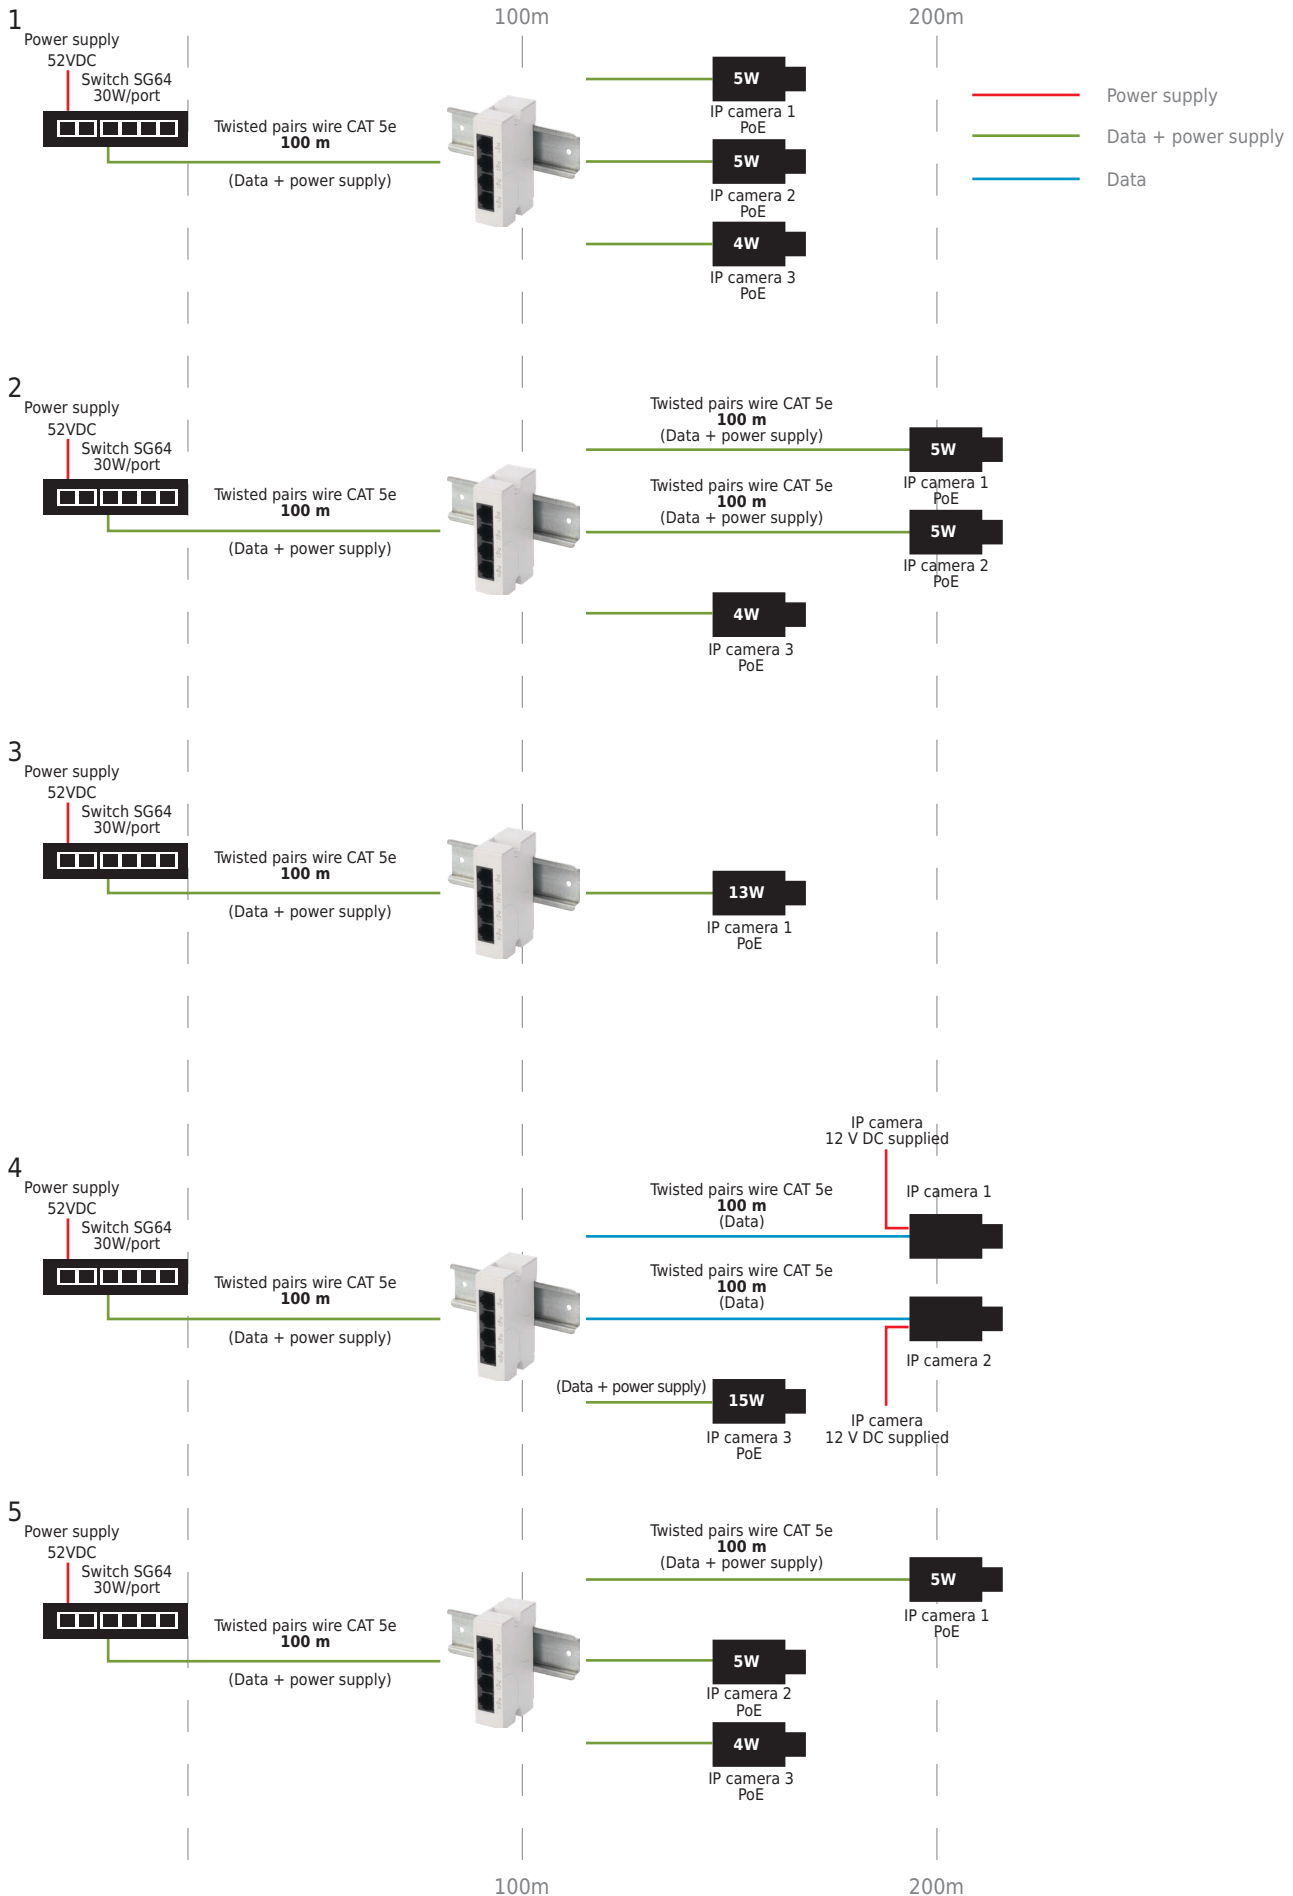 100m
200m
1
Power supply
52VDC
Switch SG64
30W/port
Twisted pairs wire CAT 5e
100 m
(Data + power supply)
5W
IP camera 1
PoE
5W
IP camera 2
PoE
4W
IP camera 3
PoE
Power supply
Data + power supply
Data
2
Power supply
52VDC
Switch SG64
30W/port
Twisted pairs wire CAT 5e
100 m
(Data + power supply)
Twisted pairs wire CAT 5e
100 m
(Data + power supply)
5W
IP camera 1
PoE
Twisted pairs wire CAT 5e
100 m
(Data + power supply)
5W
IP camera 2
PoE
4W
IP camera 3
PoE
3
Power supply
52VDC
Switch SG64
30W/port
Twisted pairs wire CAT 5e
100 m
(Data + power supply)
13W
IP camera 1
PoE
4
Power supply
52VDC
Switch SG64
30W/port
Twisted pairs wire CAT 5e
100 m
(Data + power supply)
IP camera
12 V DC supplied
Twisted pairs wire CAT 5e
100 m
(Data)
IP camera 1
Twisted pairs wire CAT 5e
100 m
(Data)
IP camera 2
(Data + power supply)
15W
IP camera 3
PoE
IP camera
12 V DC supplied
5
Power supply
52VDC
Switch SG64
30W/port
Twisted pairs wire CAT 5e
100 m
(Data + power supply)
Twisted pairs wire CAT 5e
100 m
(Data + power supply)
5W
IP camera 1
PoE
5W
IP camera 2
PoE
4W
IP camera 3
PoE
100m
200m